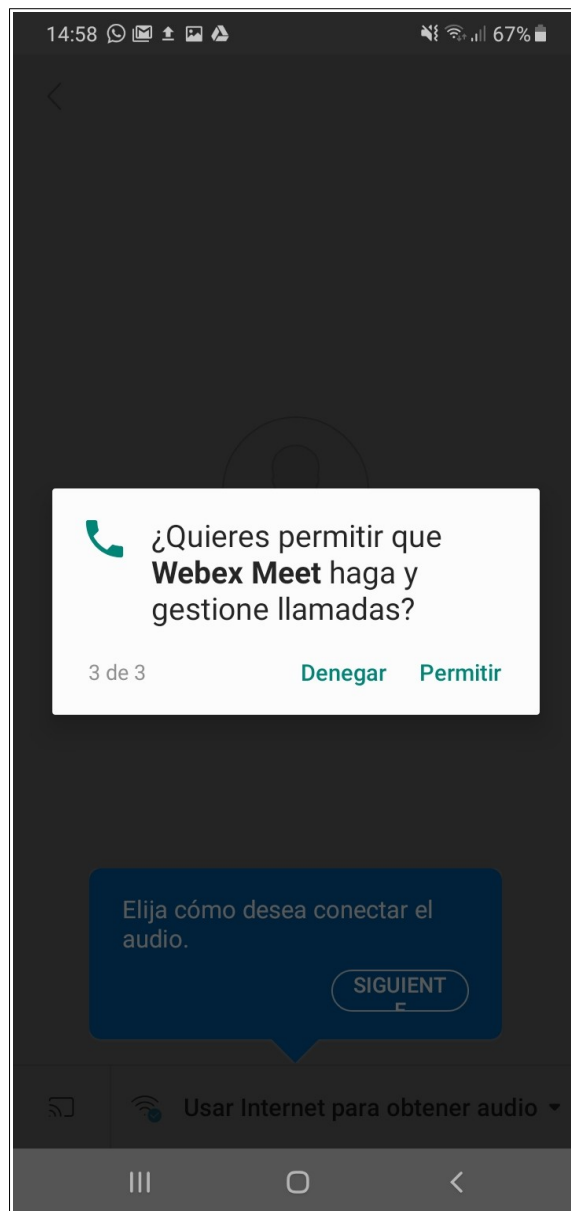 14:58 67%
¿Quieres permitir que
Webex Meet haga y
gestione llamadas?
3 de 3 Denegar Permitir
Elija cómo desea conectar el
audio.
SIGUIENT
E
Usar Internet para obtener audio